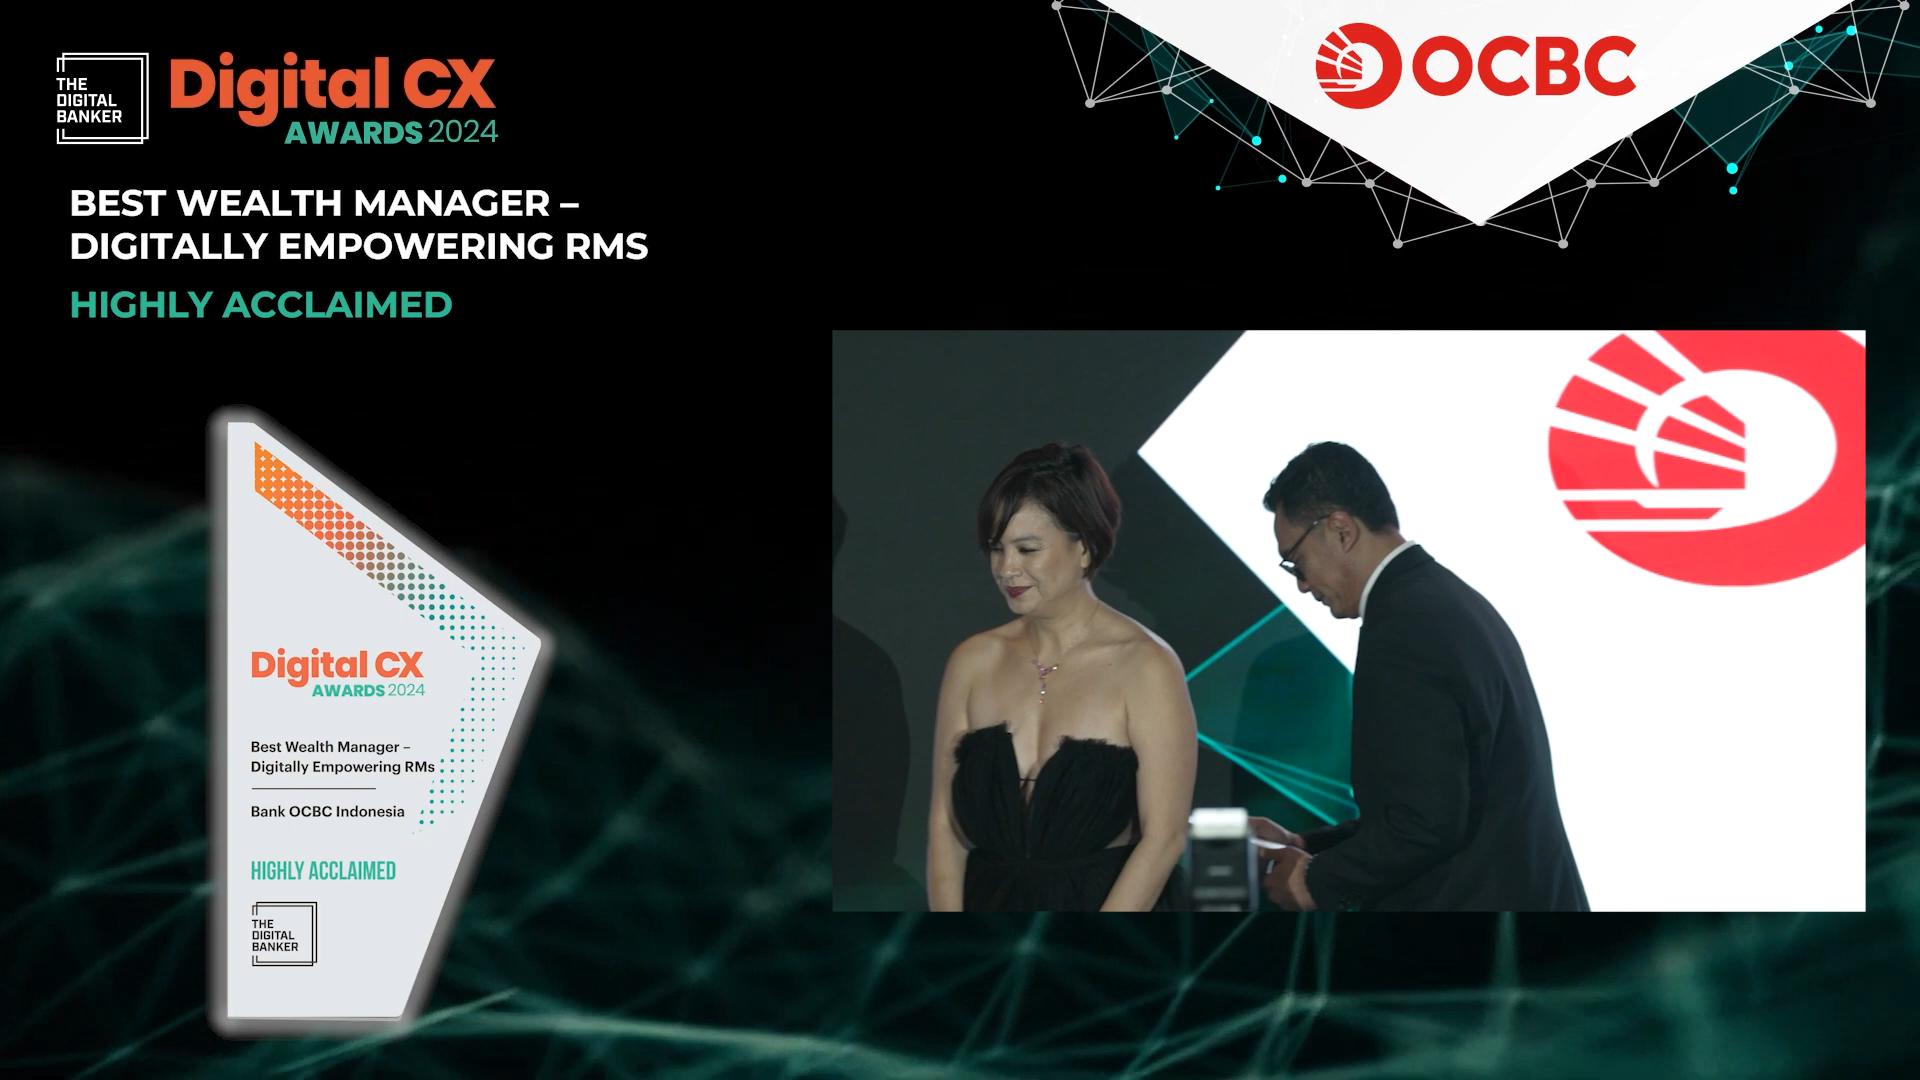 THE
DIGITAL
BANKER
Digital CX
AWARDS 2024
OCBC
BEST WEALTH MANAGER –
DIGITALLY EMPOWERING RMS
HIGHLY ACCLAIMED
Digital CX
AWARDS 2024
Best Wealth Manager –
Digitally Empowering RMs
Bank OCBC Indonesia
HIGHLY ACCLAIMED
THE
DIGITAL
BANKER